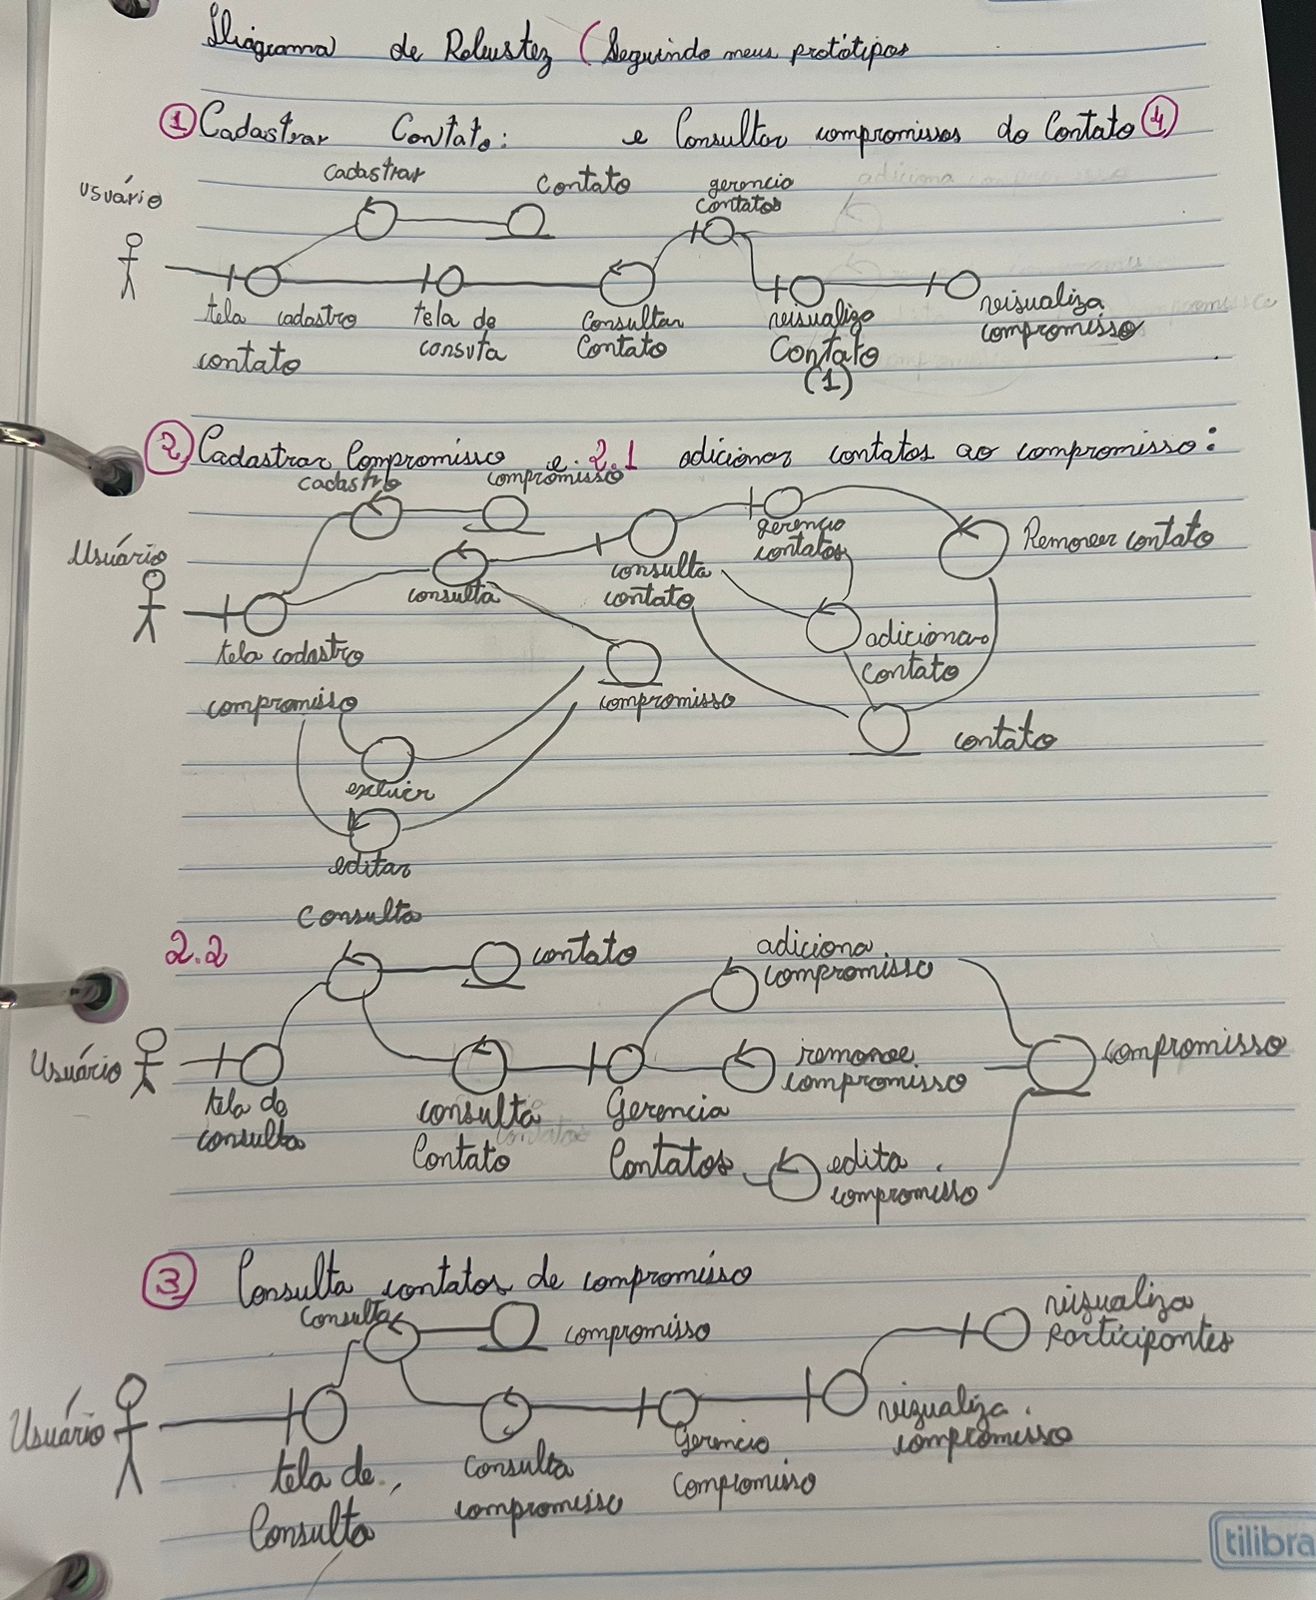 Diagrama de Robustez (Seguindo meus protótipos
① Cadastrar Contato: e Consultar compromissos do Contato ④
cadastrar Contato gerencia
contatos
Usuário
tela cadastro
contato
tela de
consuta
Consultar
Contato
visualiza
Contato
(1)
visualiza
compromisso
② Cadastrar Compromisso e 2.1 adicionar contatos ao compromisso:
cadastro compromisso
Usuário
tela cadastro
compromisso
consulta
consulta
contato
gerencia
contatos
Remover contato
adicionar
contato
compromisso
contato
excluir
editar
Consulta
2.2
contato
adiciona
compromisso
Usuário
tela de
consulta
consulta
Contato
Gerencia
Contatos
remove
compromisso
compromisso
edita
compromisso
③ Consulta contatos de compromisso
Consulta
compromisso
vizualiza
Participantes
Usuário
tela de
Consulta
Consulta
compromisso
Gerencia
Compromisso
vizualiza
compromisso
tilibra